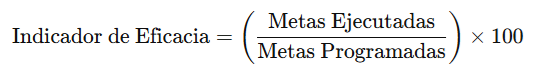 Indicador de Eficacia = (Metas Ejecutadas / Metas Programadas) × 100